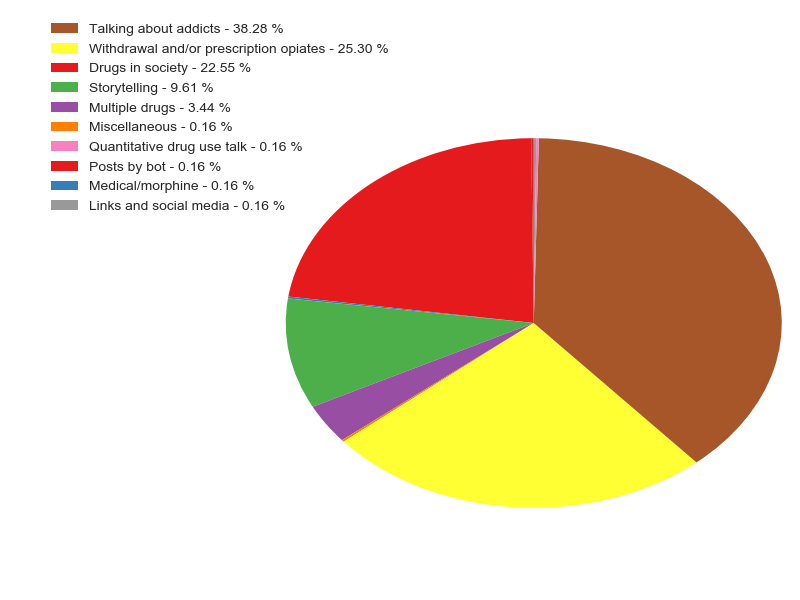 Talking about addicts - 38.28 %
Withdrawal and/or prescription opiates - 25.30 %
Drugs in society - 22.55 %
Storytelling - 9.61 %
Multiple drugs - 3.44 %
Miscellaneous - 0.16 %
Quantitative drug use talk - 0.16 %
Posts by bot - 0.16 %
Medical/morphine - 0.16 %
Links and social media - 0.16 %